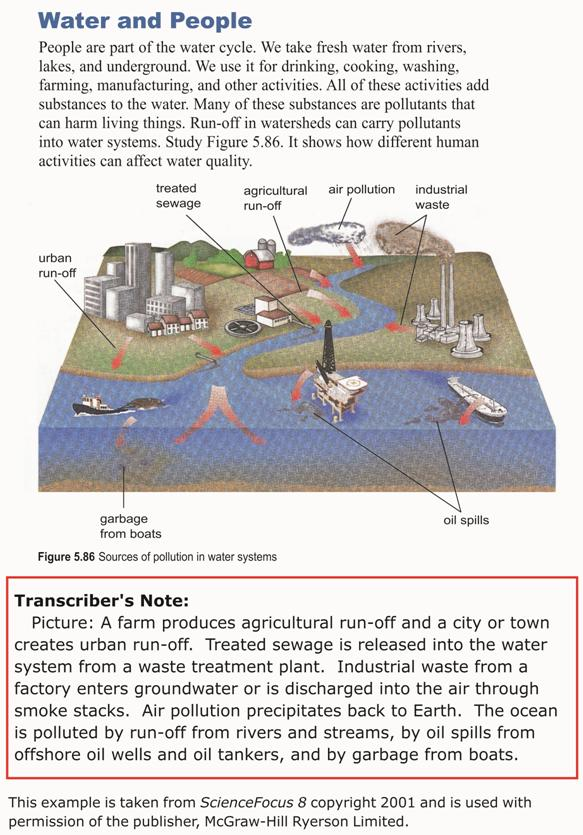 Water and People
People are part of the water cycle. We take fresh water from rivers,
lakes, and underground. We use it for drinking, cooking, washing,
farming, manufacturing, and other activities. All of these activities add
substances to the water. Many of these substances are pollutants that
can harm living things. Run-off in watersheds can carry pollutants
into water systems. Study Figure 5.86. It shows how different human
activities can affect water quality.
treated
sewage
agricultural
run-off
air pollution
industrial
waste
urban
run-off
garbage
from boats
oil spills
Figure 5.86 Sources of pollution in water systems
Transcriber's Note:
Picture: A farm produces agricultural run-off and a city or town
creates urban run-off. Treated sewage is released into the water
system from a waste treatment plant. Industrial waste from a
factory enters groundwater or is discharged into the air through
smoke stacks. Air pollution precipitates back to Earth. The ocean
is polluted by run-off from rivers and streams, by oil spills from
offshore oil wells and oil tankers, and by garbage from boats.
This example is taken from ScienceFocus 8 copyright 2001 and is used with
permission of the publisher, McGraw-Hill Ryerson Limited.